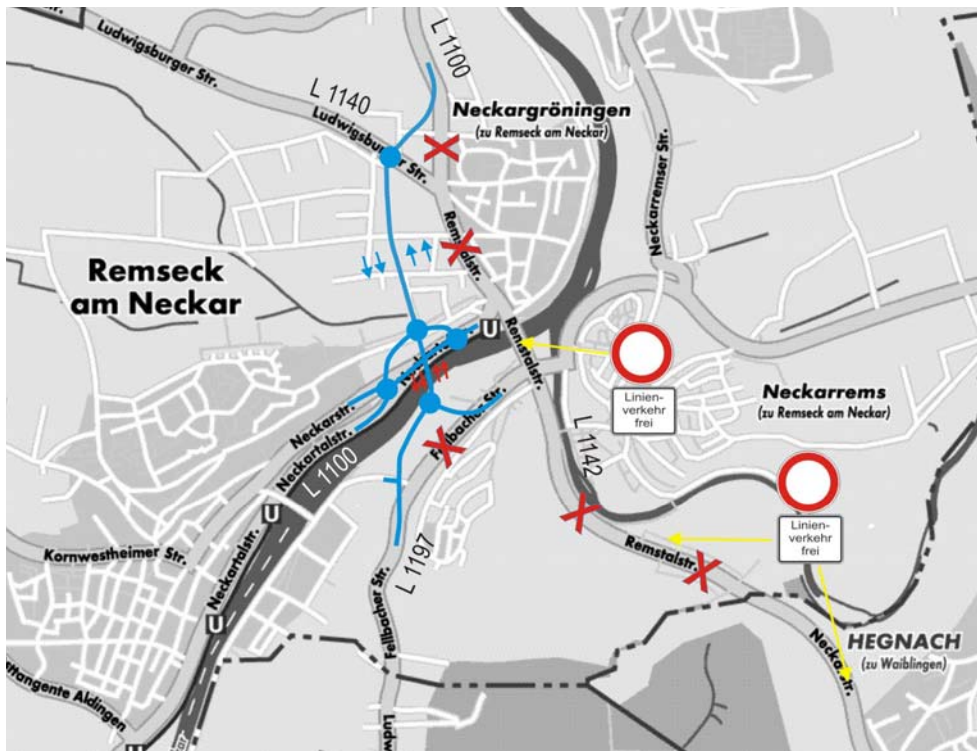 Ludwigsburger Str.
L 1140
Ludwigsburger Str.
L 1100
Neckargröningen
(zu Remseck am Neckar)
Neckarremser Str.
Remstalstr.
Remseck
am Neckar
U
Remstalstr.
Linien-
verkehr
frei
Neckarrems
(zu Remseck am Neckar)
Neckarstr.
Neckartalstr.
L 1100
Fellbacher Str.
L 1142
Linien-
verkehr
frei
U
Kornwestheimer Str.
Neckartalstr.
U
L 1197
Fellbacher Str.
Remstalstr.
HEGNACH
(zu Waiblingen)
Neckarstr.
Aldingen
U